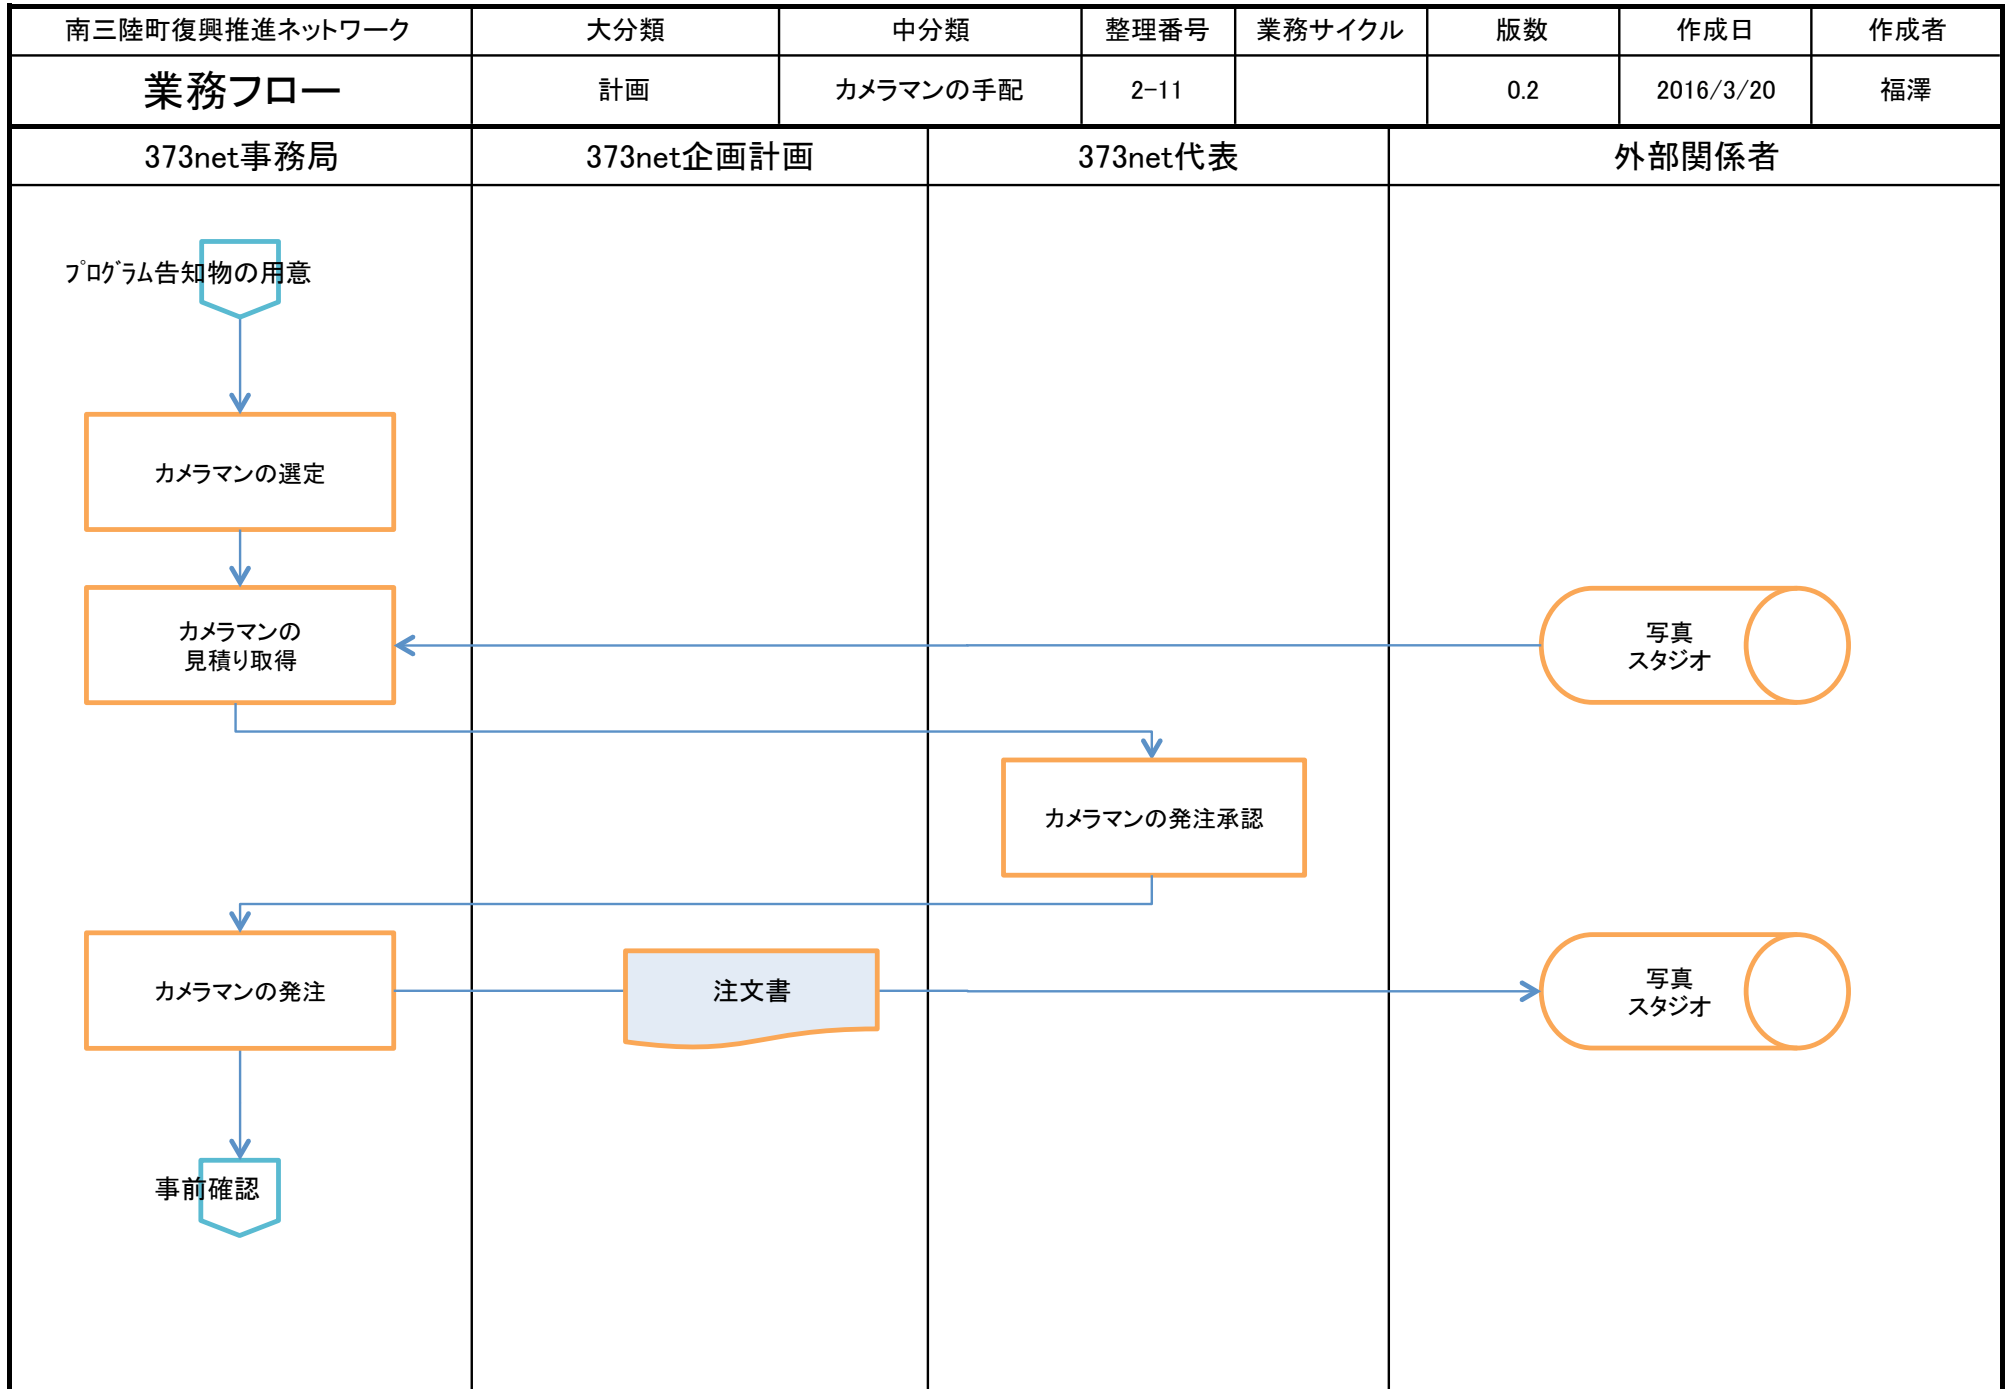 南三陸町復興推進ネットワーク 大分類 中分類 整理番号 業務サイクル 版数 作成日 作成者
業務フロー 計画 カメラマンの手配 2-11 0.2 2016/3/20 福澤
373net事務局 373net企画計画 373net代表 外部関係者
ﾌﾟﾛｸﾞﾗﾑ告知物の用意
カメラマンの選定
カメラマンの
見積り取得
写真
スタジオ
カメラマンの発注承認
カメラマンの発注
注文書
写真
スタジオ
事前確認